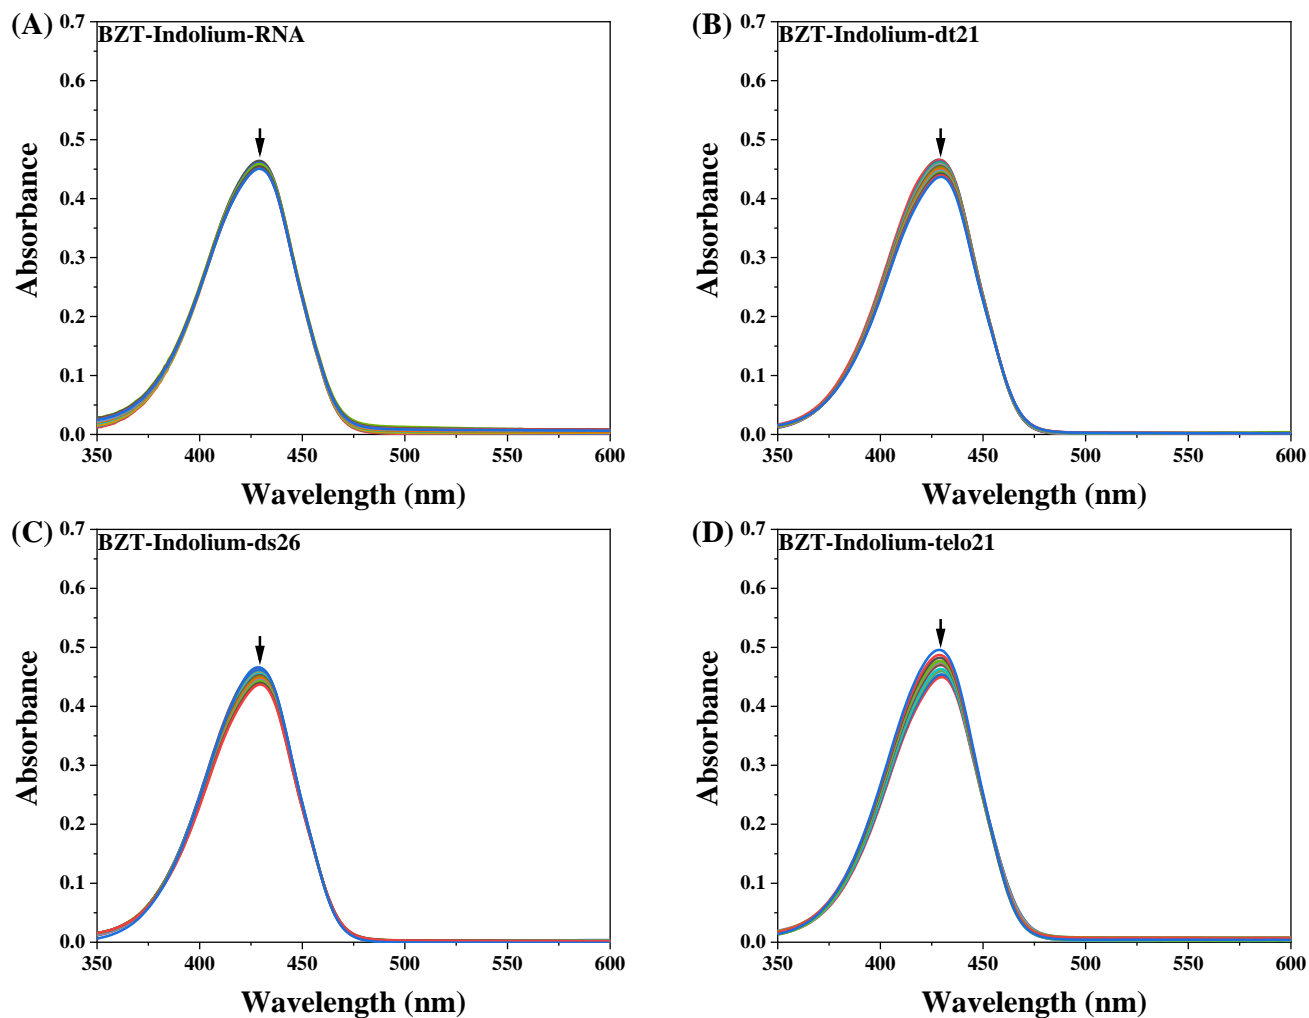 (A)
BZT-Indolium-RNA
0.7
0.6
0.5
0.4
0.3
0.2
0.1
0.0
Absorbance
350 400 450 500 550 600
Wavelength (nm)
(B)
BZT-Indolium-dt21
0.7
0.6
0.5
0.4
0.3
0.2
0.1
0.0
Absorbance
350 400 450 500 550 600
Wavelength (nm)
(C)
BZT-Indolium-ds26
0.7
0.6
0.5
0.4
0.3
0.2
0.1
0.0
Absorbance
350 400 450 500 550 600
Wavelength (nm)
(D)
BZT-Indolium-telo21
0.7
0.6
0.5
0.4
0.3
0.2
0.1
0.0
Absorbance
350 400 450 500 550 600
Wavelength (nm)